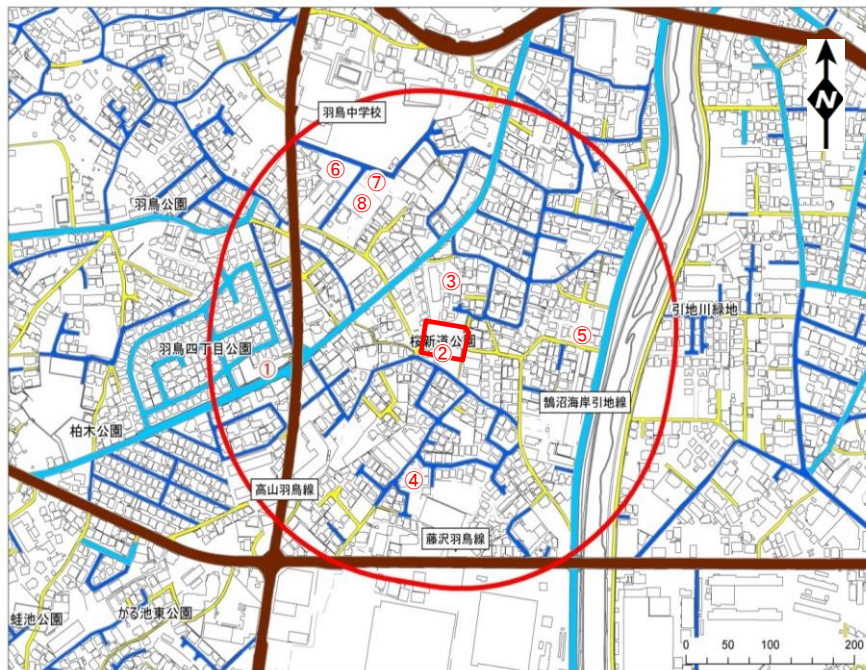 N
羽鳥中学校
⑥
⑦
羽鳥公園
⑧
③
引地川緑地
桜新道公園
⑤
羽鳥四丁目公園
②
①
鵠沼海岸引地線
柏木公園
④
高山羽鳥線
藤沢羽鳥線
蛙池公園
がる池東公園
0 50 100 200